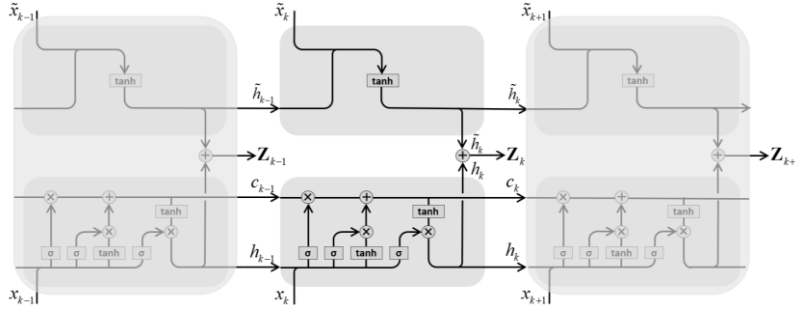 x̃ₖ₋₁ x̃ₖ x̃ₖ₊₁
tanh tanh tanh
h̃ₖ₋₁ h̃ₖ
h̃ₖ
+ Zₖ₋₁ + Zₖ + Zₖ₊
hₖ
cₖ₋₁ cₖ
× + × + × +
tanh tanh tanh
× × × × × ×
σ σ tanh σ hₖ₋₁ σ σ tanh σ hₖ σ σ tanh σ
xₖ₋₁ xₖ xₖ₊₁